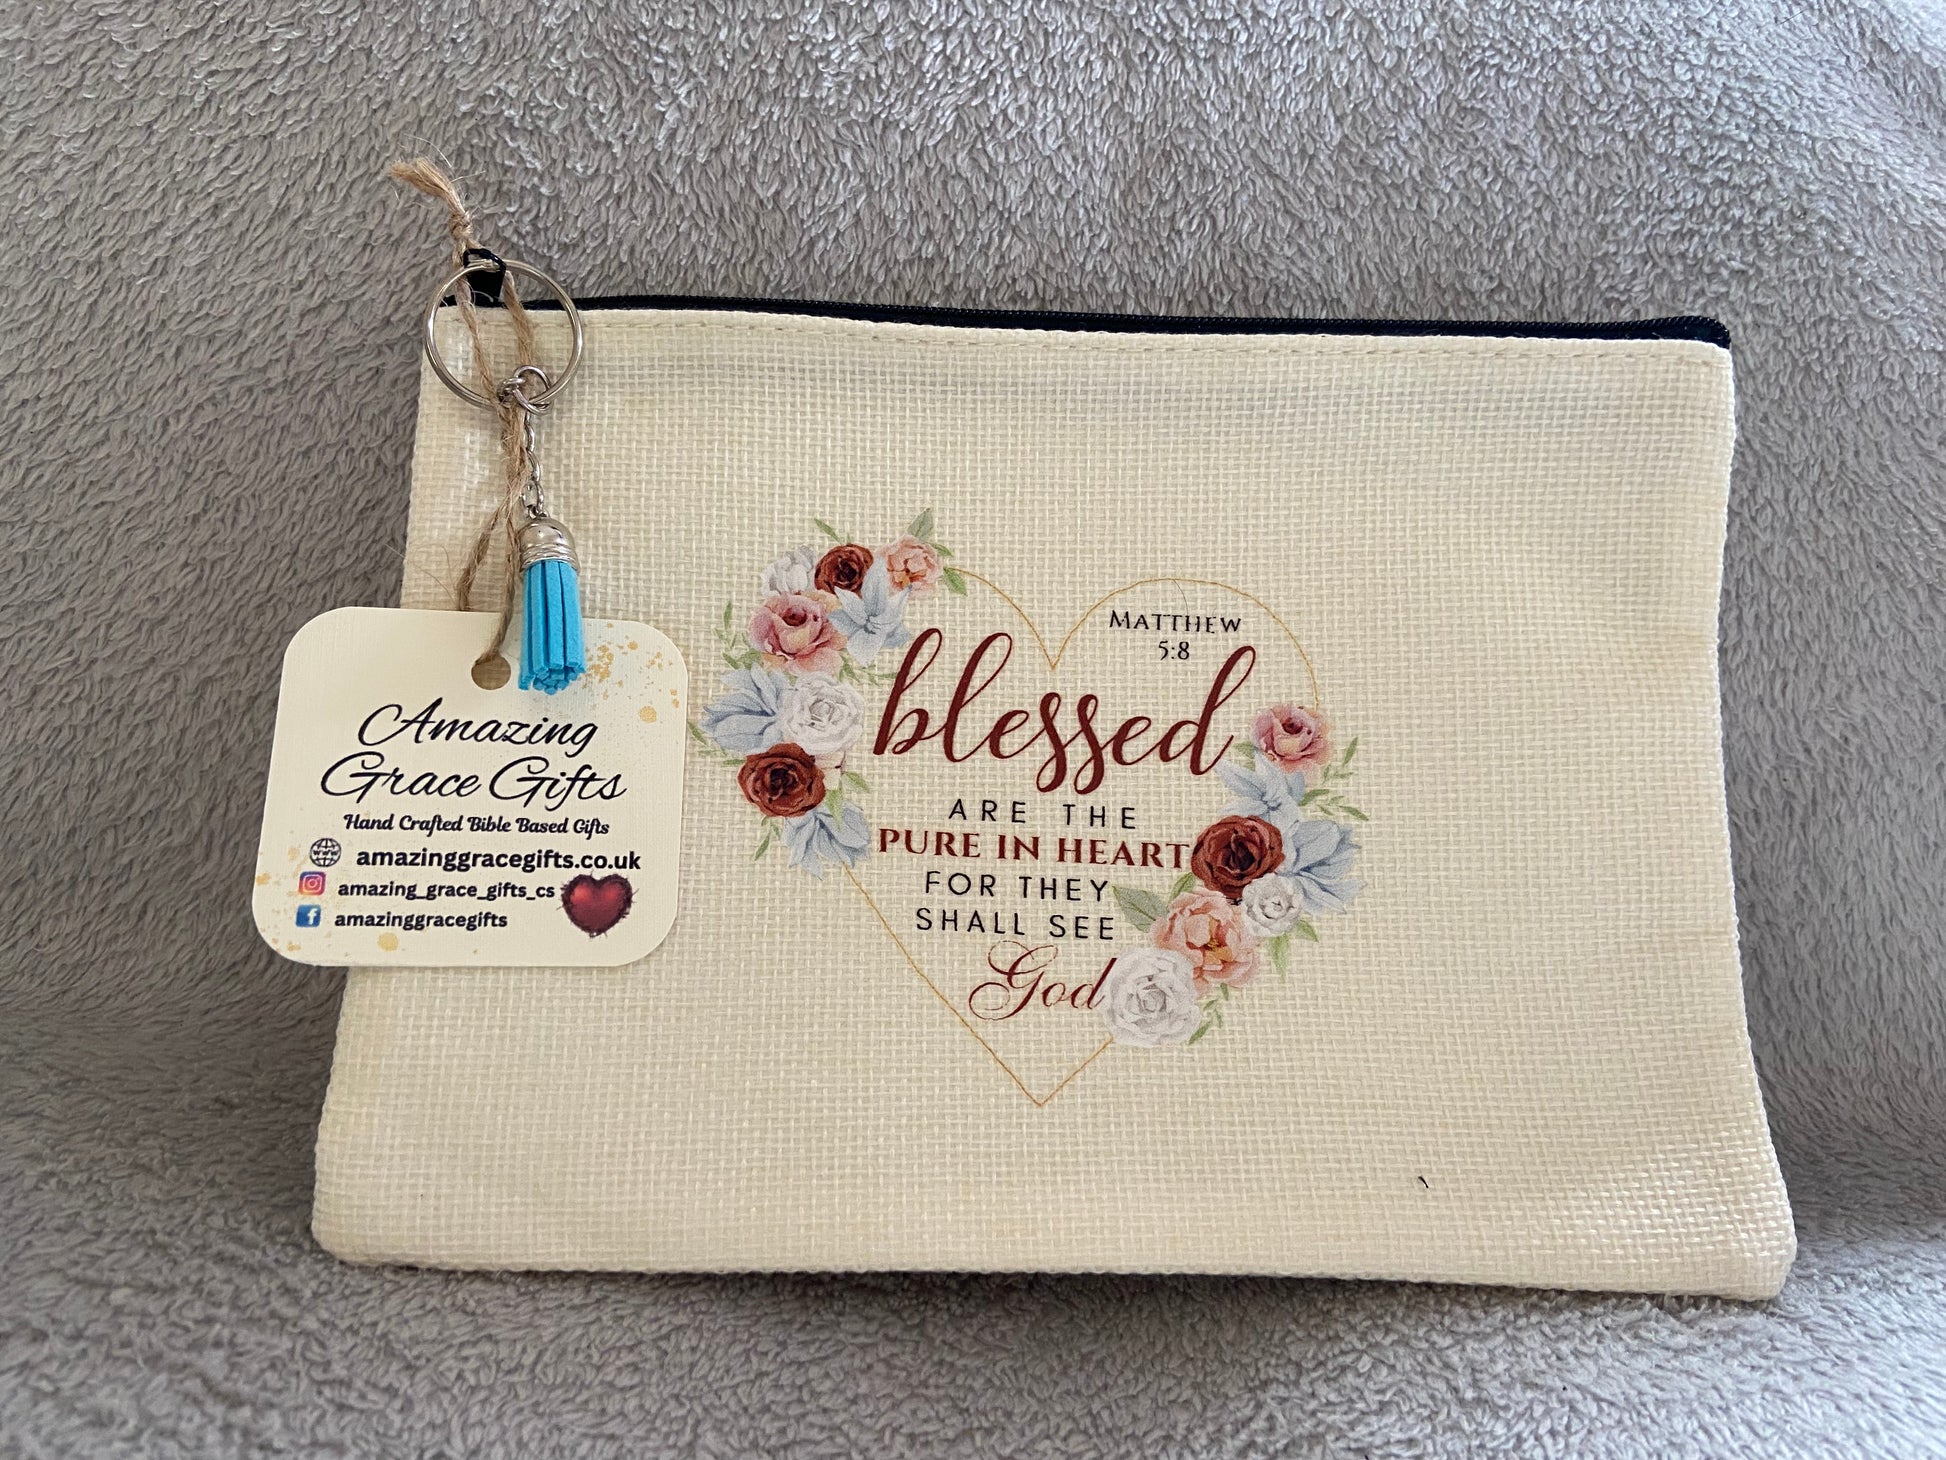 Amazing
Grace Gifts
Hand Crafted Bible Based Gifts
www
amazinggracegifts.co.uk
amazing_grace_gifts_cs
f
amazinggracegifts
MATTHEW
5:8
blessed
ARE THE
PURE IN HEART
FOR THEY
SHALL SEE
God